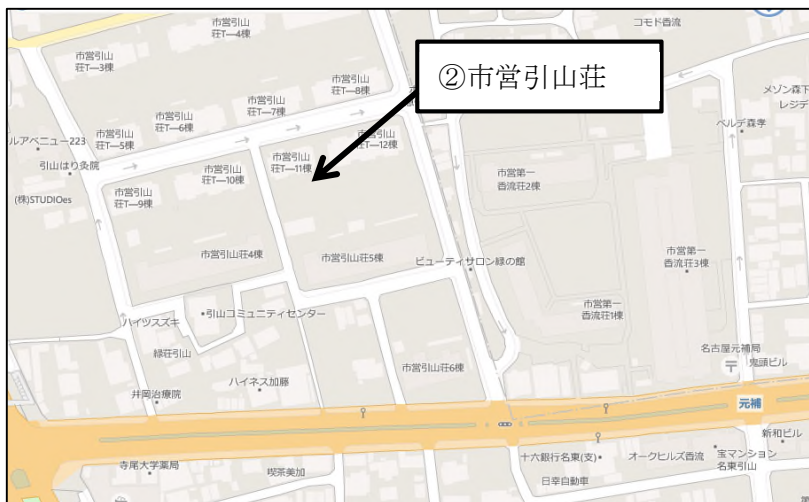 市営引山
荘T―4棟
コモド香流
市営引山
荘T―3棟
②市営引山荘
市営引山
荘T―8棟
メゾン森下
レジデ
市営引山
荘T―7棟
市営引山
荘T―6棟
ベルデ森孝
市営引山
荘T―5棟
ルアベニュー223
荘T―12棟
引山はり灸院
市営引山
荘T―11棟
市営引山
荘T―10棟
市営第一
香流荘2棟
市営引山
荘T―9棟
(株)STUDIOes
市営引山荘4棟
市営引山荘5棟
ビューティサロン緑の館
市営第一
香流荘3棟
引山コミュニティセンター
ハイツスズキ
市営第一
香流荘1棟
緑荘引山
名古屋元補局
鬼頭ビル
市営引山荘6棟
ハイネス加藤
井岡治療院
元補
新和ビル
寺尾大学薬局
喫茶美加
十六銀行名東(支)
オークヒルズ香流
宝マンション
名東引山
日幸自動車